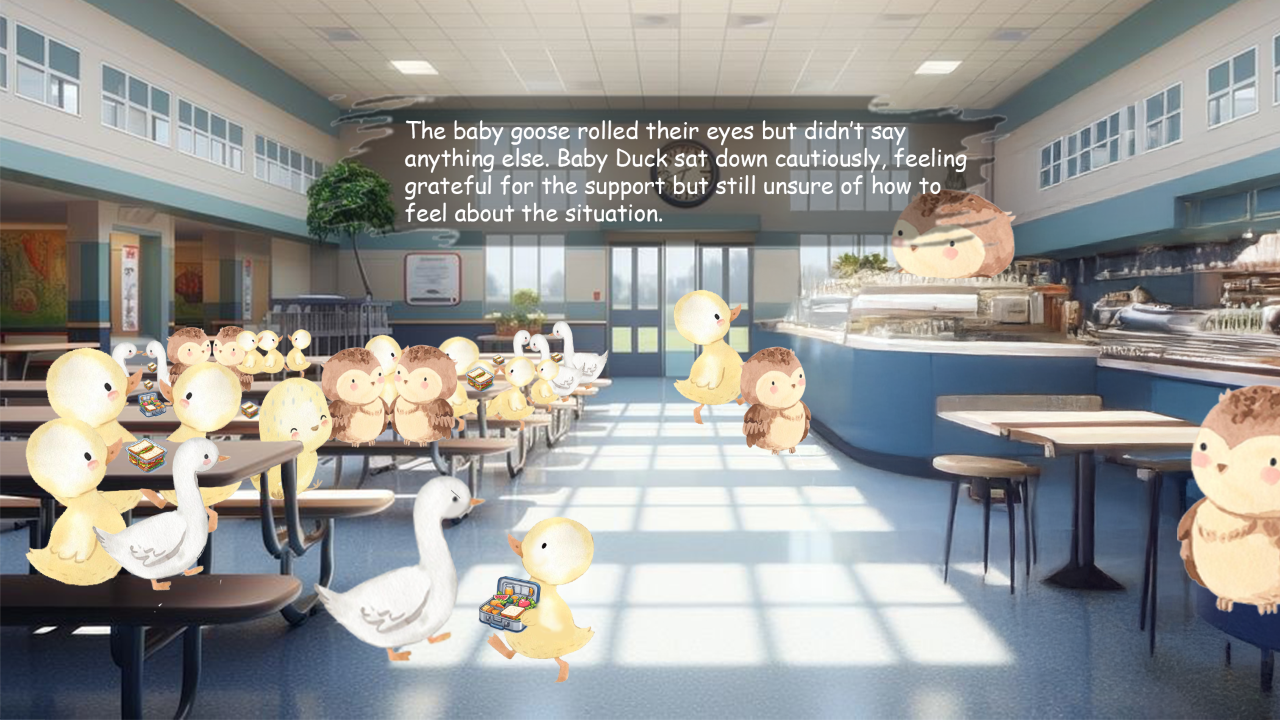 The baby goose rolled their eyes but didn't say
anything else. Baby Duck sat down cautiously, feeling
grateful for the support but still unsure of how to
feel about the situation.